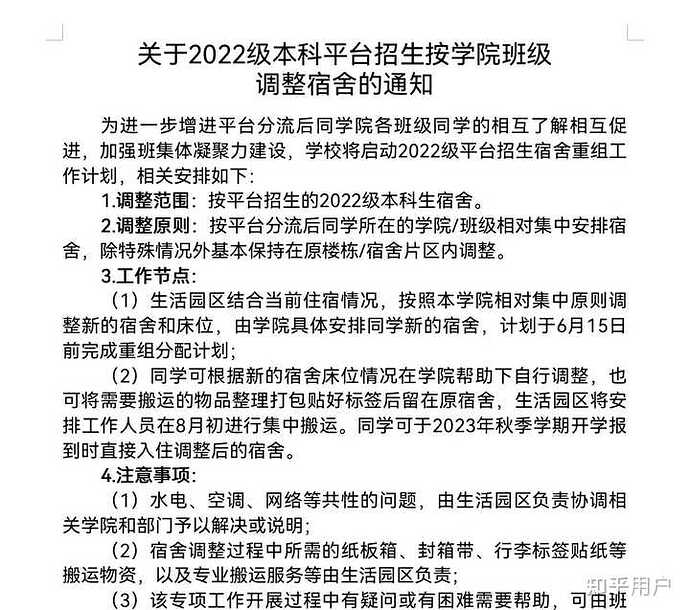 关于2022级本科平台招生按学院班级
调整宿舍的通知
为进一步增进平台分流后同学院各班级同学的相互了解相互促
进，加强班集体凝聚力建设，学校将启动2022级平台招生宿舍重组工
作计划，相关安排如下：
1.调整范围：按平台招生的2022级本科生宿舍。
2.调整原则：按平台分流后同学所在的学院/班级相对集中安排宿
舍，除特殊情况外基本保持在原楼栋/宿舍片区内调整。
3.工作节点：
（1）生活园区结合当前住宿情况，按照本学院相对集中原则调
整新的宿舍和床位，由学院具体安排同学新的宿舍，计划于6月15日
前完成重组分配计划；
（2）同学可根据新的宿舍床位情况在学院帮助下自行调整，也
可将需要搬运的物品整理打包贴好标签后留在原宿舍，生活园区将安
排工作人员在8月初进行集中搬运。同学可于2023年秋季学期开学报
到时直接入住调整后的宿舍。
4.注意事项：
（1）水电、空调、网络等共性的问题，由生活园区负责协调相
关学院和部门予以解决或说明；
（2）宿舍调整过程中所需的纸板箱、封箱带、行李标签贴纸等
搬运物资，以及专业搬运服务等由生活园区负责；
（3）该专项工作开展过程中有疑问或有困难需要帮助，可由班
知乎用户